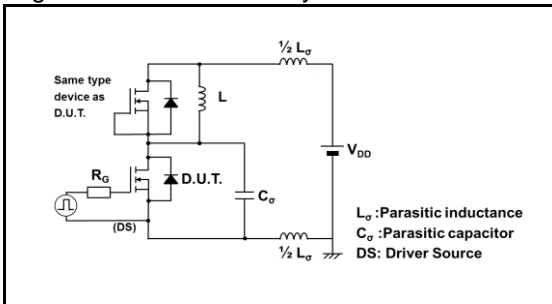 ½ Lσ
Same type
device as
D.U.T.
L
VDD
RG
D.U.T.
Cσ
(DS)
½ Lσ
Lσ :Parasitic inductance
Cσ :Parasitic capacitor
DS: Driver Source